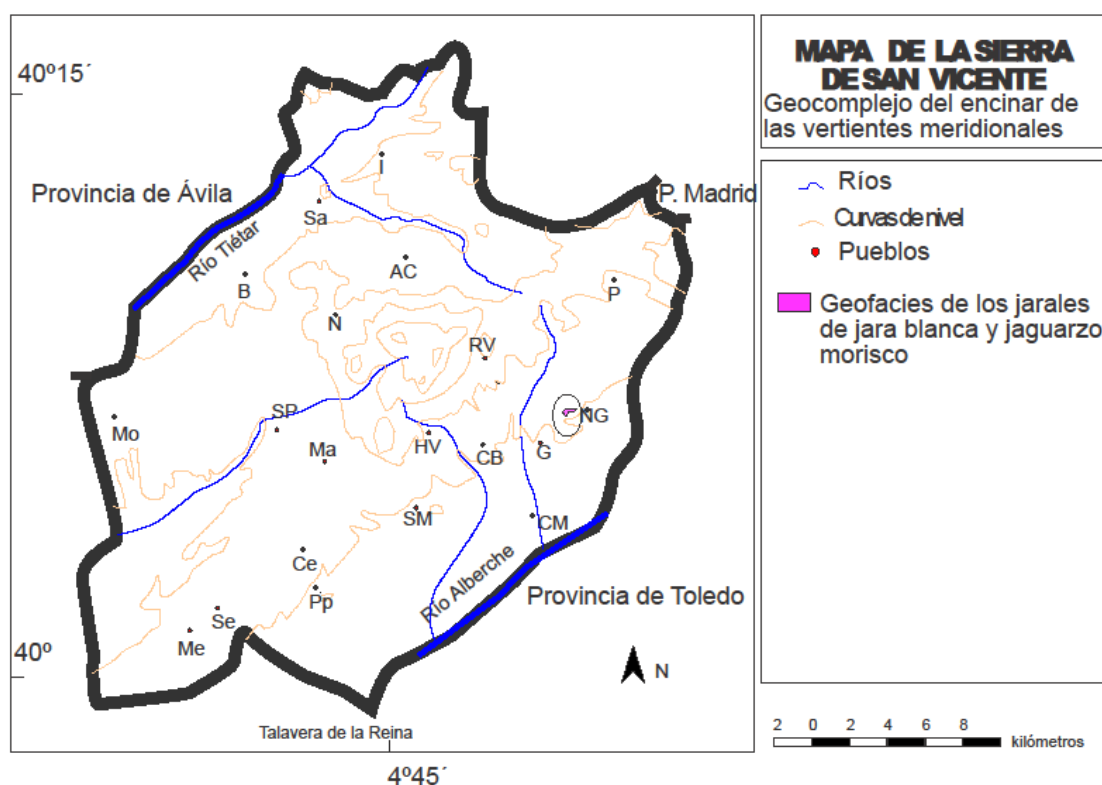 MAPA DE LA SIERRA
DE SAN VICENTE
Geocomplejo del encinar de
las vertientes meridionales
Ríos
Curvas de nivel
Pueblos
Geofacies de los jarales
de jara blanca y jaguarzo
morisco
40º15´
Provincia de Ávila
P. Madrid
Río Tiétar
I
Sa
AC
B
P
N
RV
SR
Mo
NG
Ma
HV
CB
G
SM
CM
Ce
Río Alberche
Pp
Provincia de Toledo
Se
Me
40º
N
Talavera de la Reina
4º45´
2 0 2 4 6 8
kilómetros